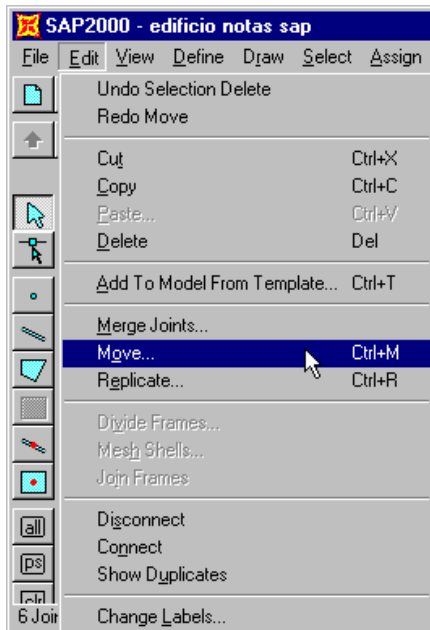 SAP2000 - edificio notas sap
File Edit View Define Draw Select Assign
Undo Selection Delete
Redo Move
Cut Ctrl+X
Copy Ctrl+C
Paste... Ctrl+V
Delete Del
Add To Model From Template... Ctrl+T
Merge Joints...
Move... Ctrl+M
Replicate... Ctrl+R
Divide Frames...
Mesh Shells...
Join Frames
Disconnect
all
Connect
ps
Show Duplicates
clr
6 Joir
Change Labels...